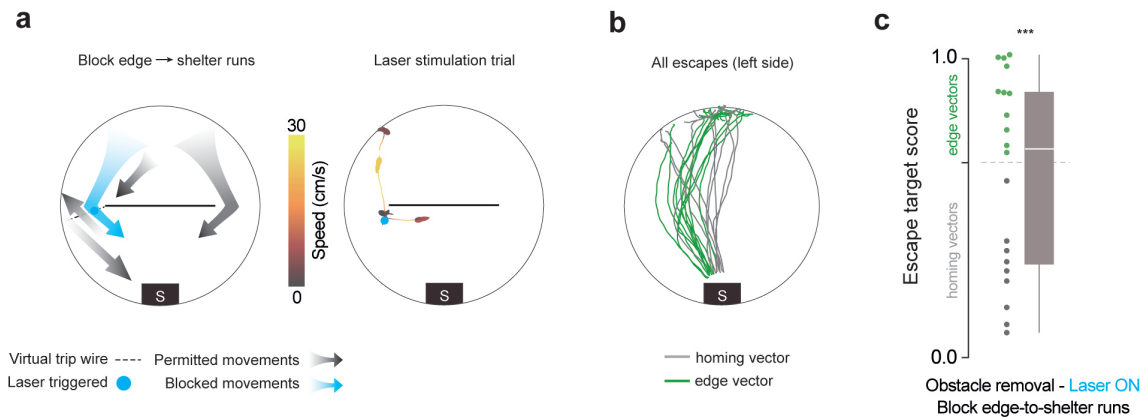 a
Block edge → shelter runs
Laser stimulation trial
30
Speed (cm/s)
0
S
S
Virtual trip wire
Permitted movements
Laser triggered
Blocked movements
b
All escapes (left side)
S
homing vector
edge vector
c
***
1.0
edge vectors
Escape target score
homing vectors
0.0
Obstacle removal - Laser ON
Block edge-to-shelter runs